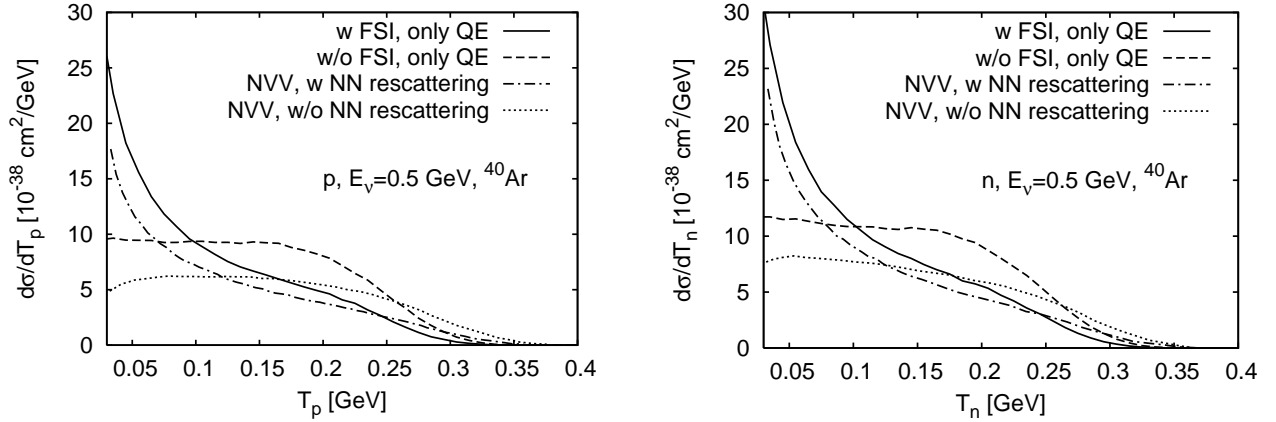 30
25
20
15
10
5
0
dσ/dT_p [10^-38 cm^2/GeV]
w FSI, only QE
w/o FSI, only QE
NVV, w NN rescattering
NVV, w/o NN rescattering
p, E_ν=0.5 GeV, ^40Ar
0.05 0.1 0.15 0.2 0.25 0.3 0.35 0.4
T_p [GeV]
30
25
20
15
10
5
0
dσ/dT_n [10^-38 cm^2/GeV]
w FSI, only QE
w/o FSI, only QE
NVV, w NN rescattering
NVV, w/o NN rescattering
n, E_ν=0.5 GeV, ^40Ar
0.05 0.1 0.15 0.2 0.25 0.3 0.35 0.4
T_n [GeV]